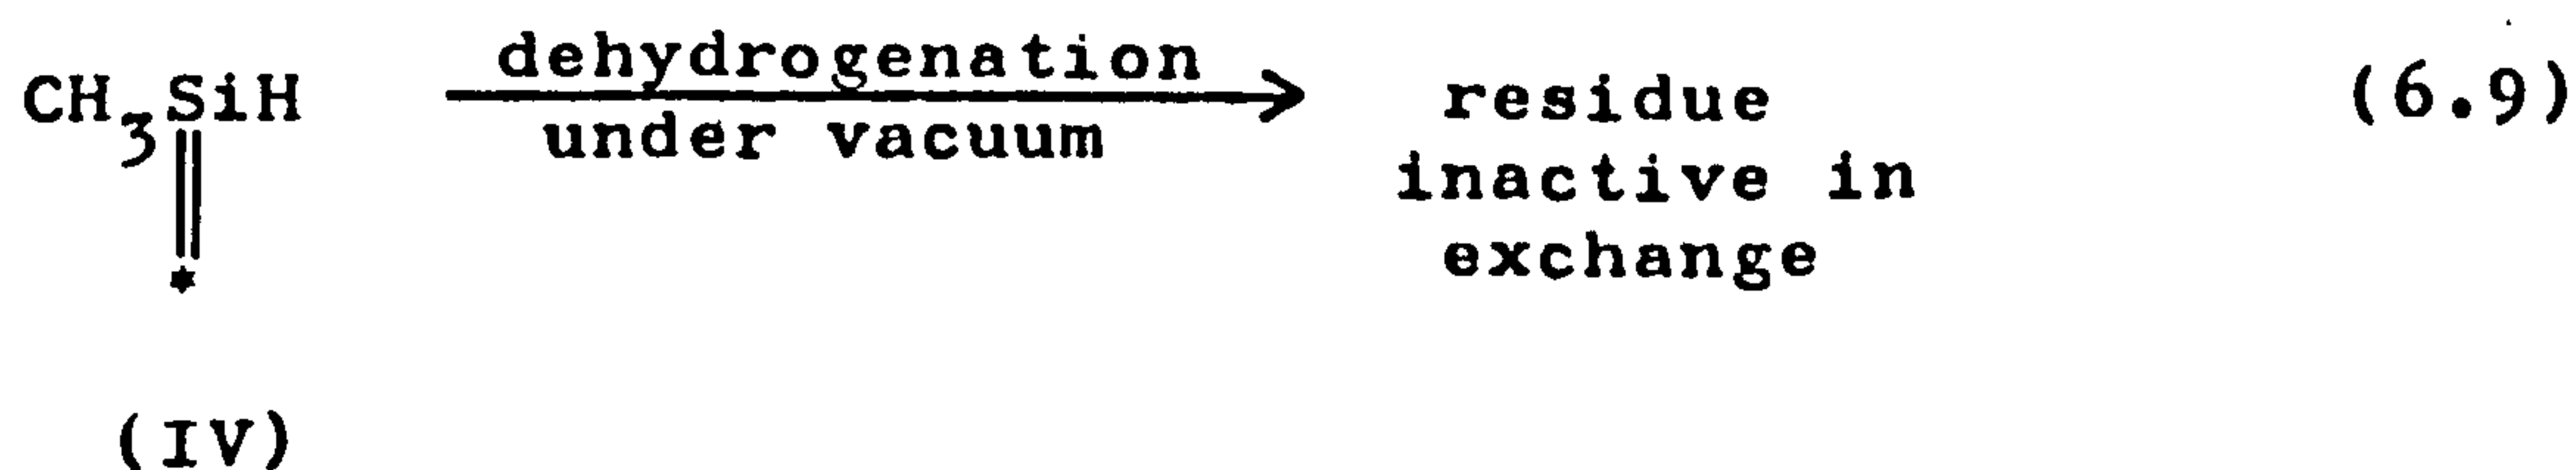 dehydrogenation
CH3SiH residue (6.9)
under vacuum
inactive in
exchange
*
(IV)